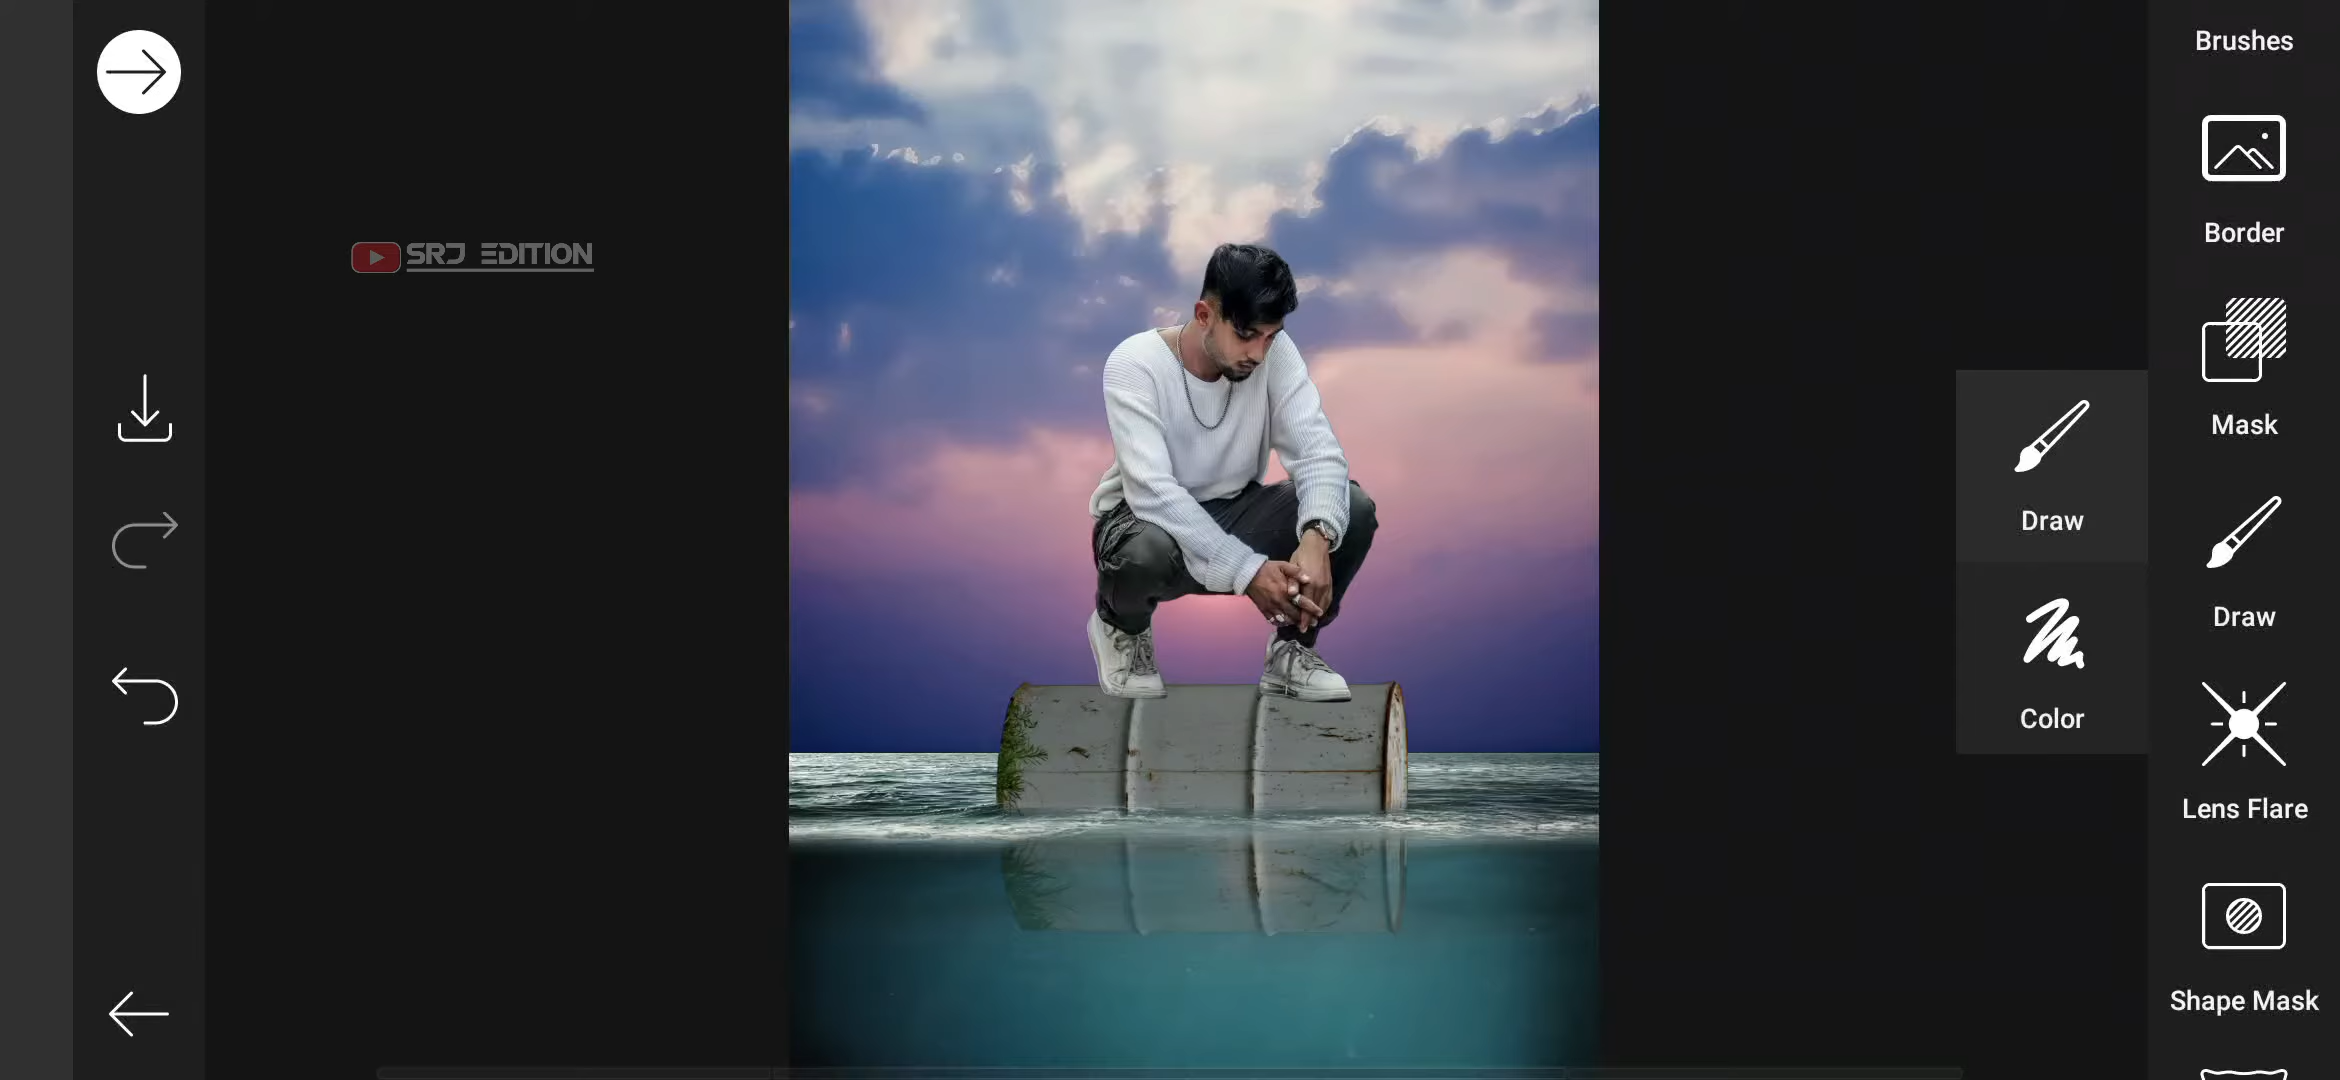 SRJ EDITION
Brushes
Border
Mask
Draw
Draw
Color
Lens Flare
Shape Mask